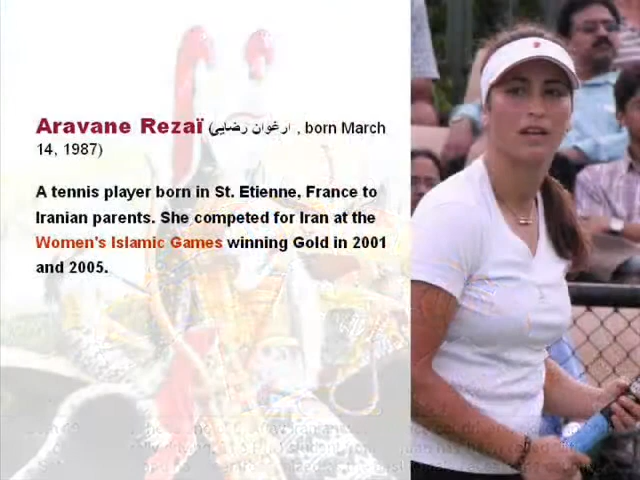 Aravane Rezaï (ارغوان رضایی , born March
14, 1987)
A tennis player born in St. Etienne, France to
Iranian parents. She competed for Iran at the
Women's Islamic Games winning Gold in 2001
and 2005.